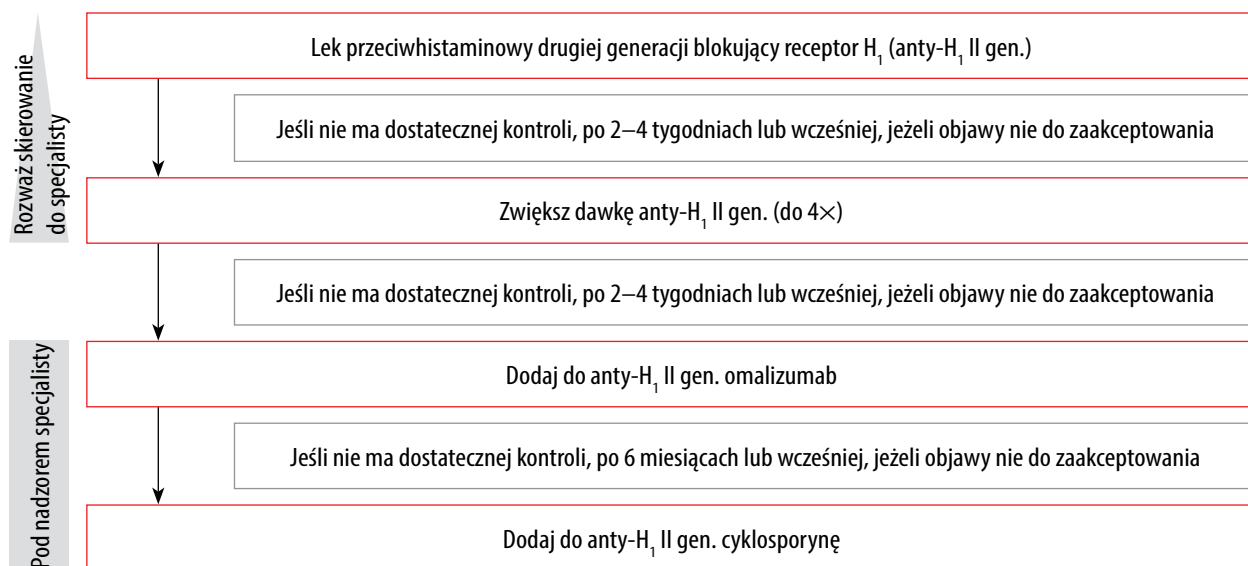 Lek przeciwhistaminowy drugiej generacji blokujący receptor H₁ (anty-H₁ II gen.)
Rozważ skierowanie
do specjalisty
Jeśli nie ma dostatecznej kontroli, po 2–4 tygodniach lub wcześniej, jeżeli objawy nie do zaakceptowania
Zwiększ dawkę anty-H₁ II gen. (do 4×)
Jeśli nie ma dostatecznej kontroli, po 2–4 tygodniach lub wcześniej, jeżeli objawy nie do zaakceptowania
Pod nadzorem specjalisty
Dodaj do anty-H₁ II gen. omalizumab
Jeśli nie ma dostatecznej kontroli, po 6 miesiącach lub wcześniej, jeżeli objawy nie do zaakceptowania
Dodaj do anty-H₁ II gen. cyklosporynę